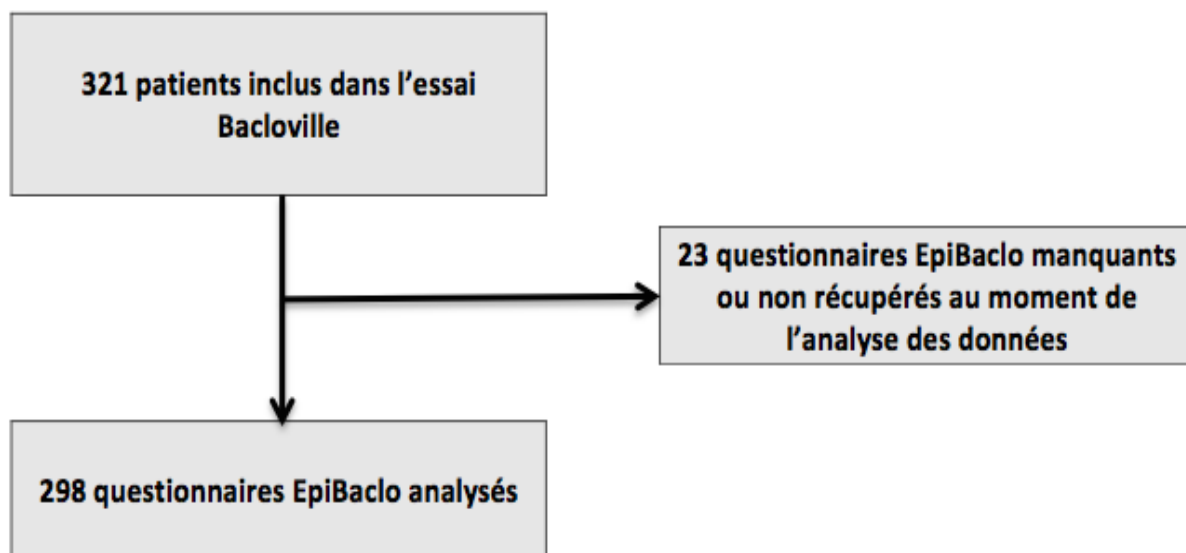 321 patients inclus dans l'essai
Bacloville
23 questionnaires EpiBaclo manquants
ou non récupérés au moment de
l'analyse des données
298 questionnaires EpiBaclo analysés